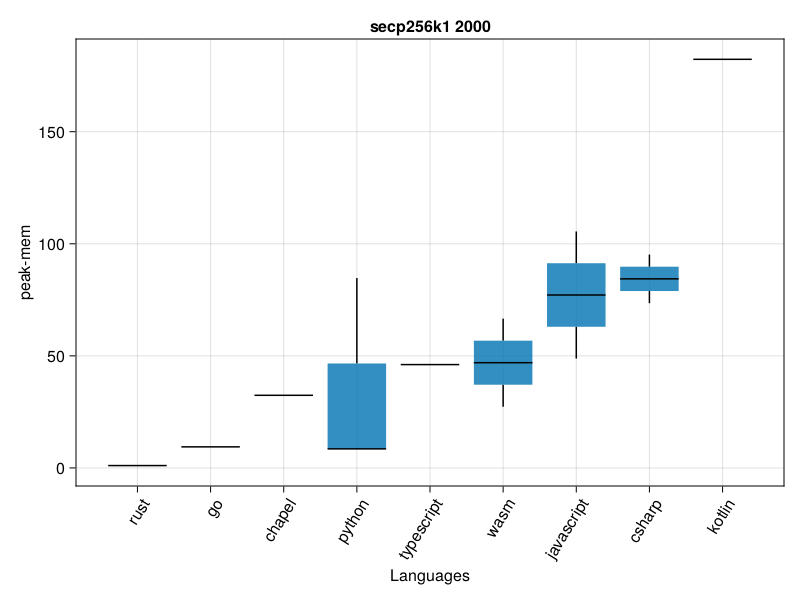 secp256k1 2000
peak-mem
150
100
50
0
rust
go
chapel
python
typescript
wasm
javascript
csharp
kotlin
Languages